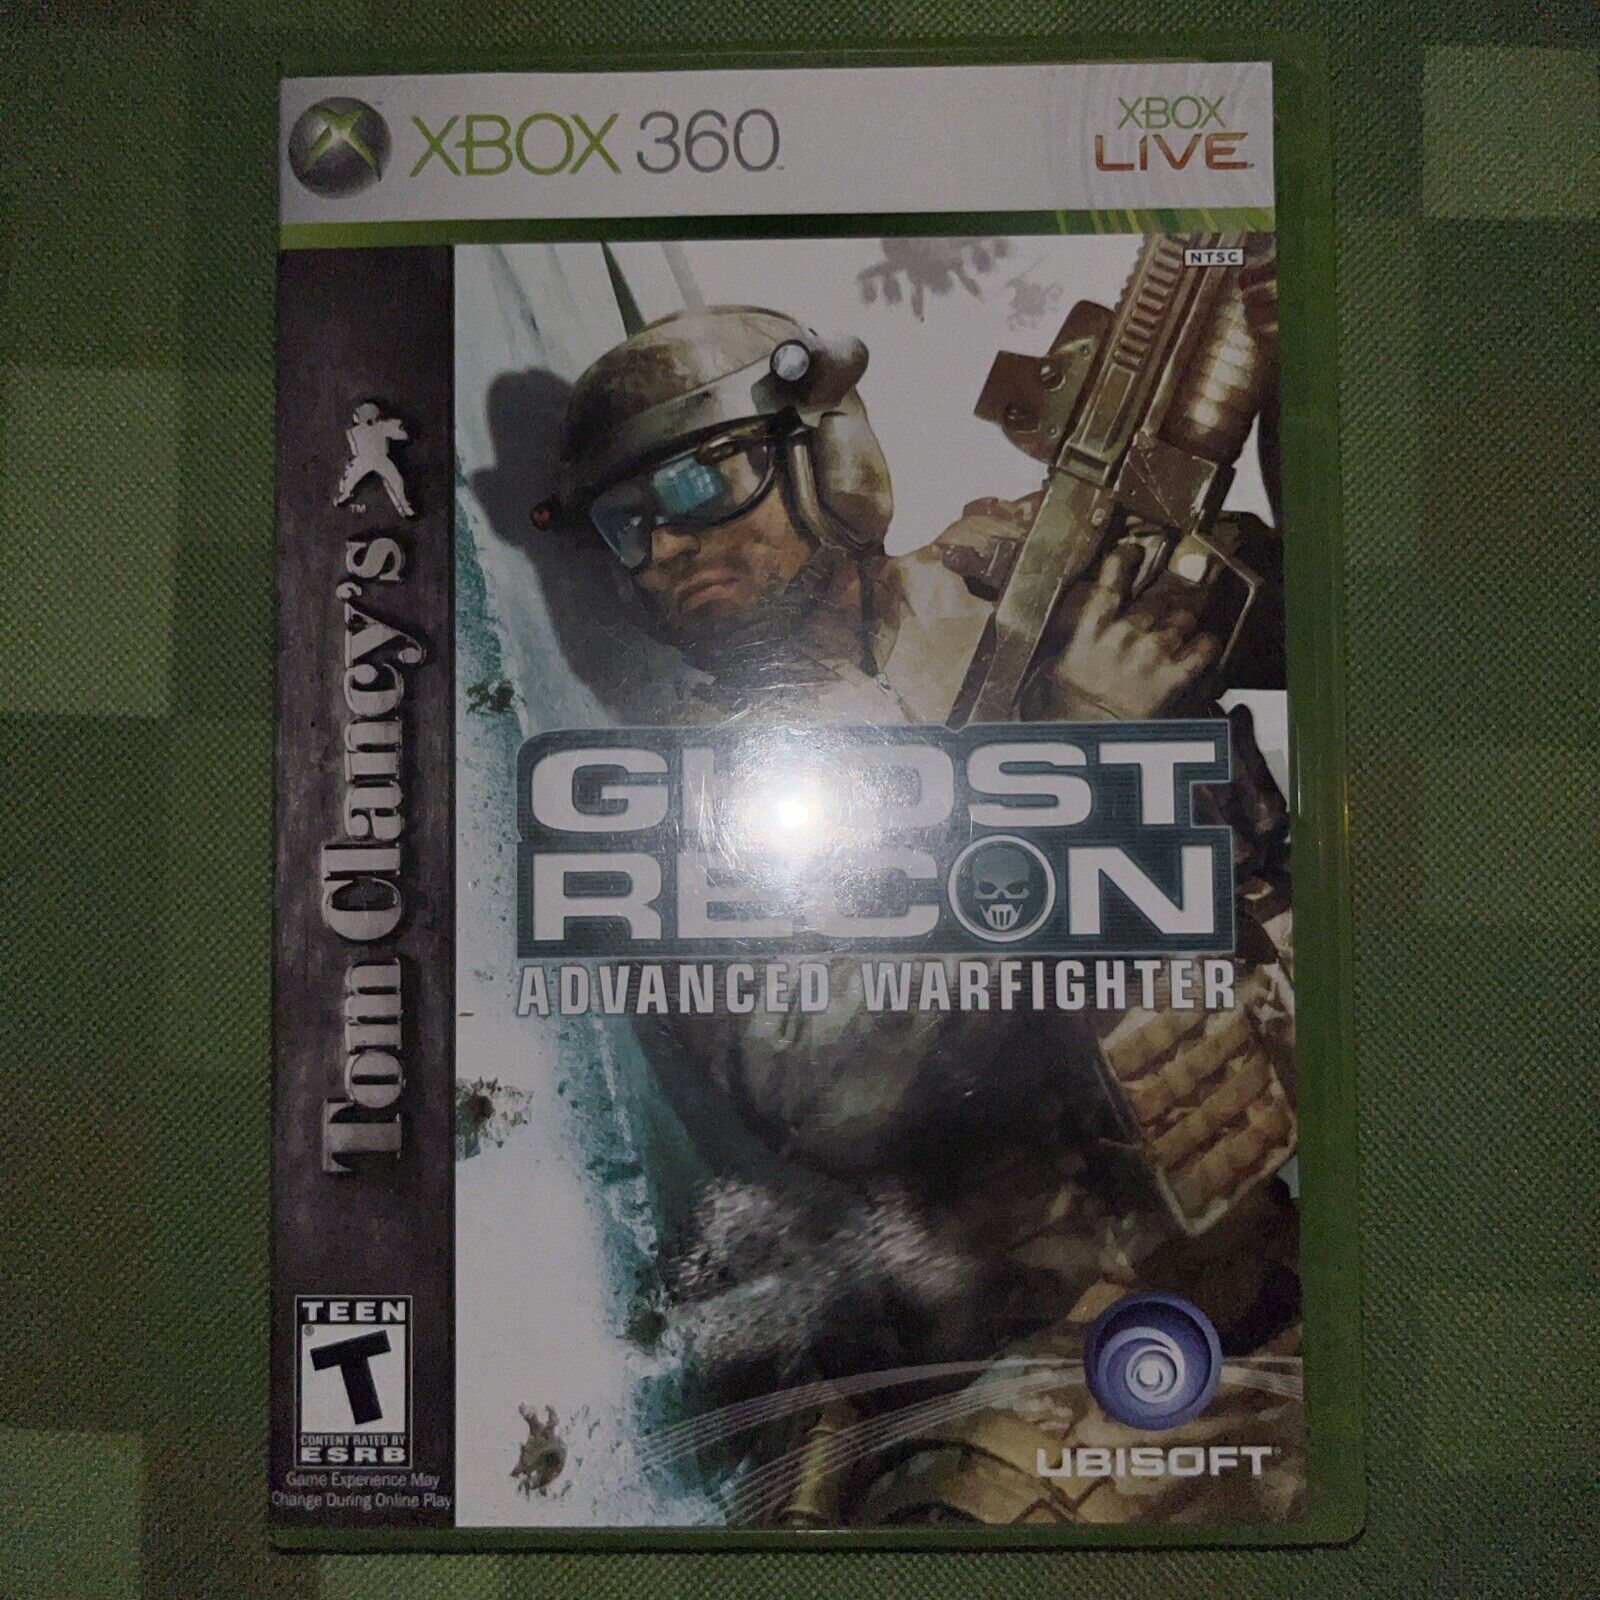 XBOX 360
XBOX
LIVE
NTSC
Tom Clancy's
TM
GHOST
RECON
ADVANCED WARFIGHTER
TEEN
T
CONTENT RATED BY
ESRB
Game Experience May
Change During Online Play
UBISOFT